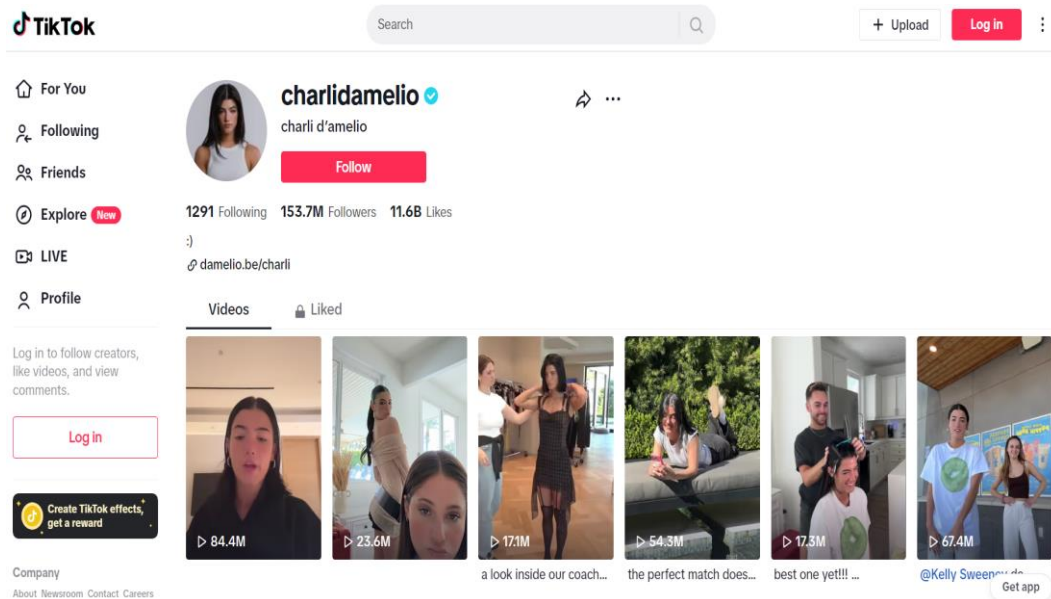 TikTok
Search
+ Upload
Log in
For You
Following
Friends
Explore New
LIVE
Profile
Log in to follow creators,
like videos, and view
comments.
Log in
Create TikTok effects,
get a reward
Company
About Newsroom Contact Careers
charlidamelio
charli d'amelio
Follow
1291 Following 153.7M Followers 11.6B Likes
:)
damelio.be/charli
Videos Liked
84.4M 23.6M 17.1M 54.3M 17.3M 67.4M
a look inside our coach... the perfect match does... best one yet!!! ... @Kelly Sweeney
Get app